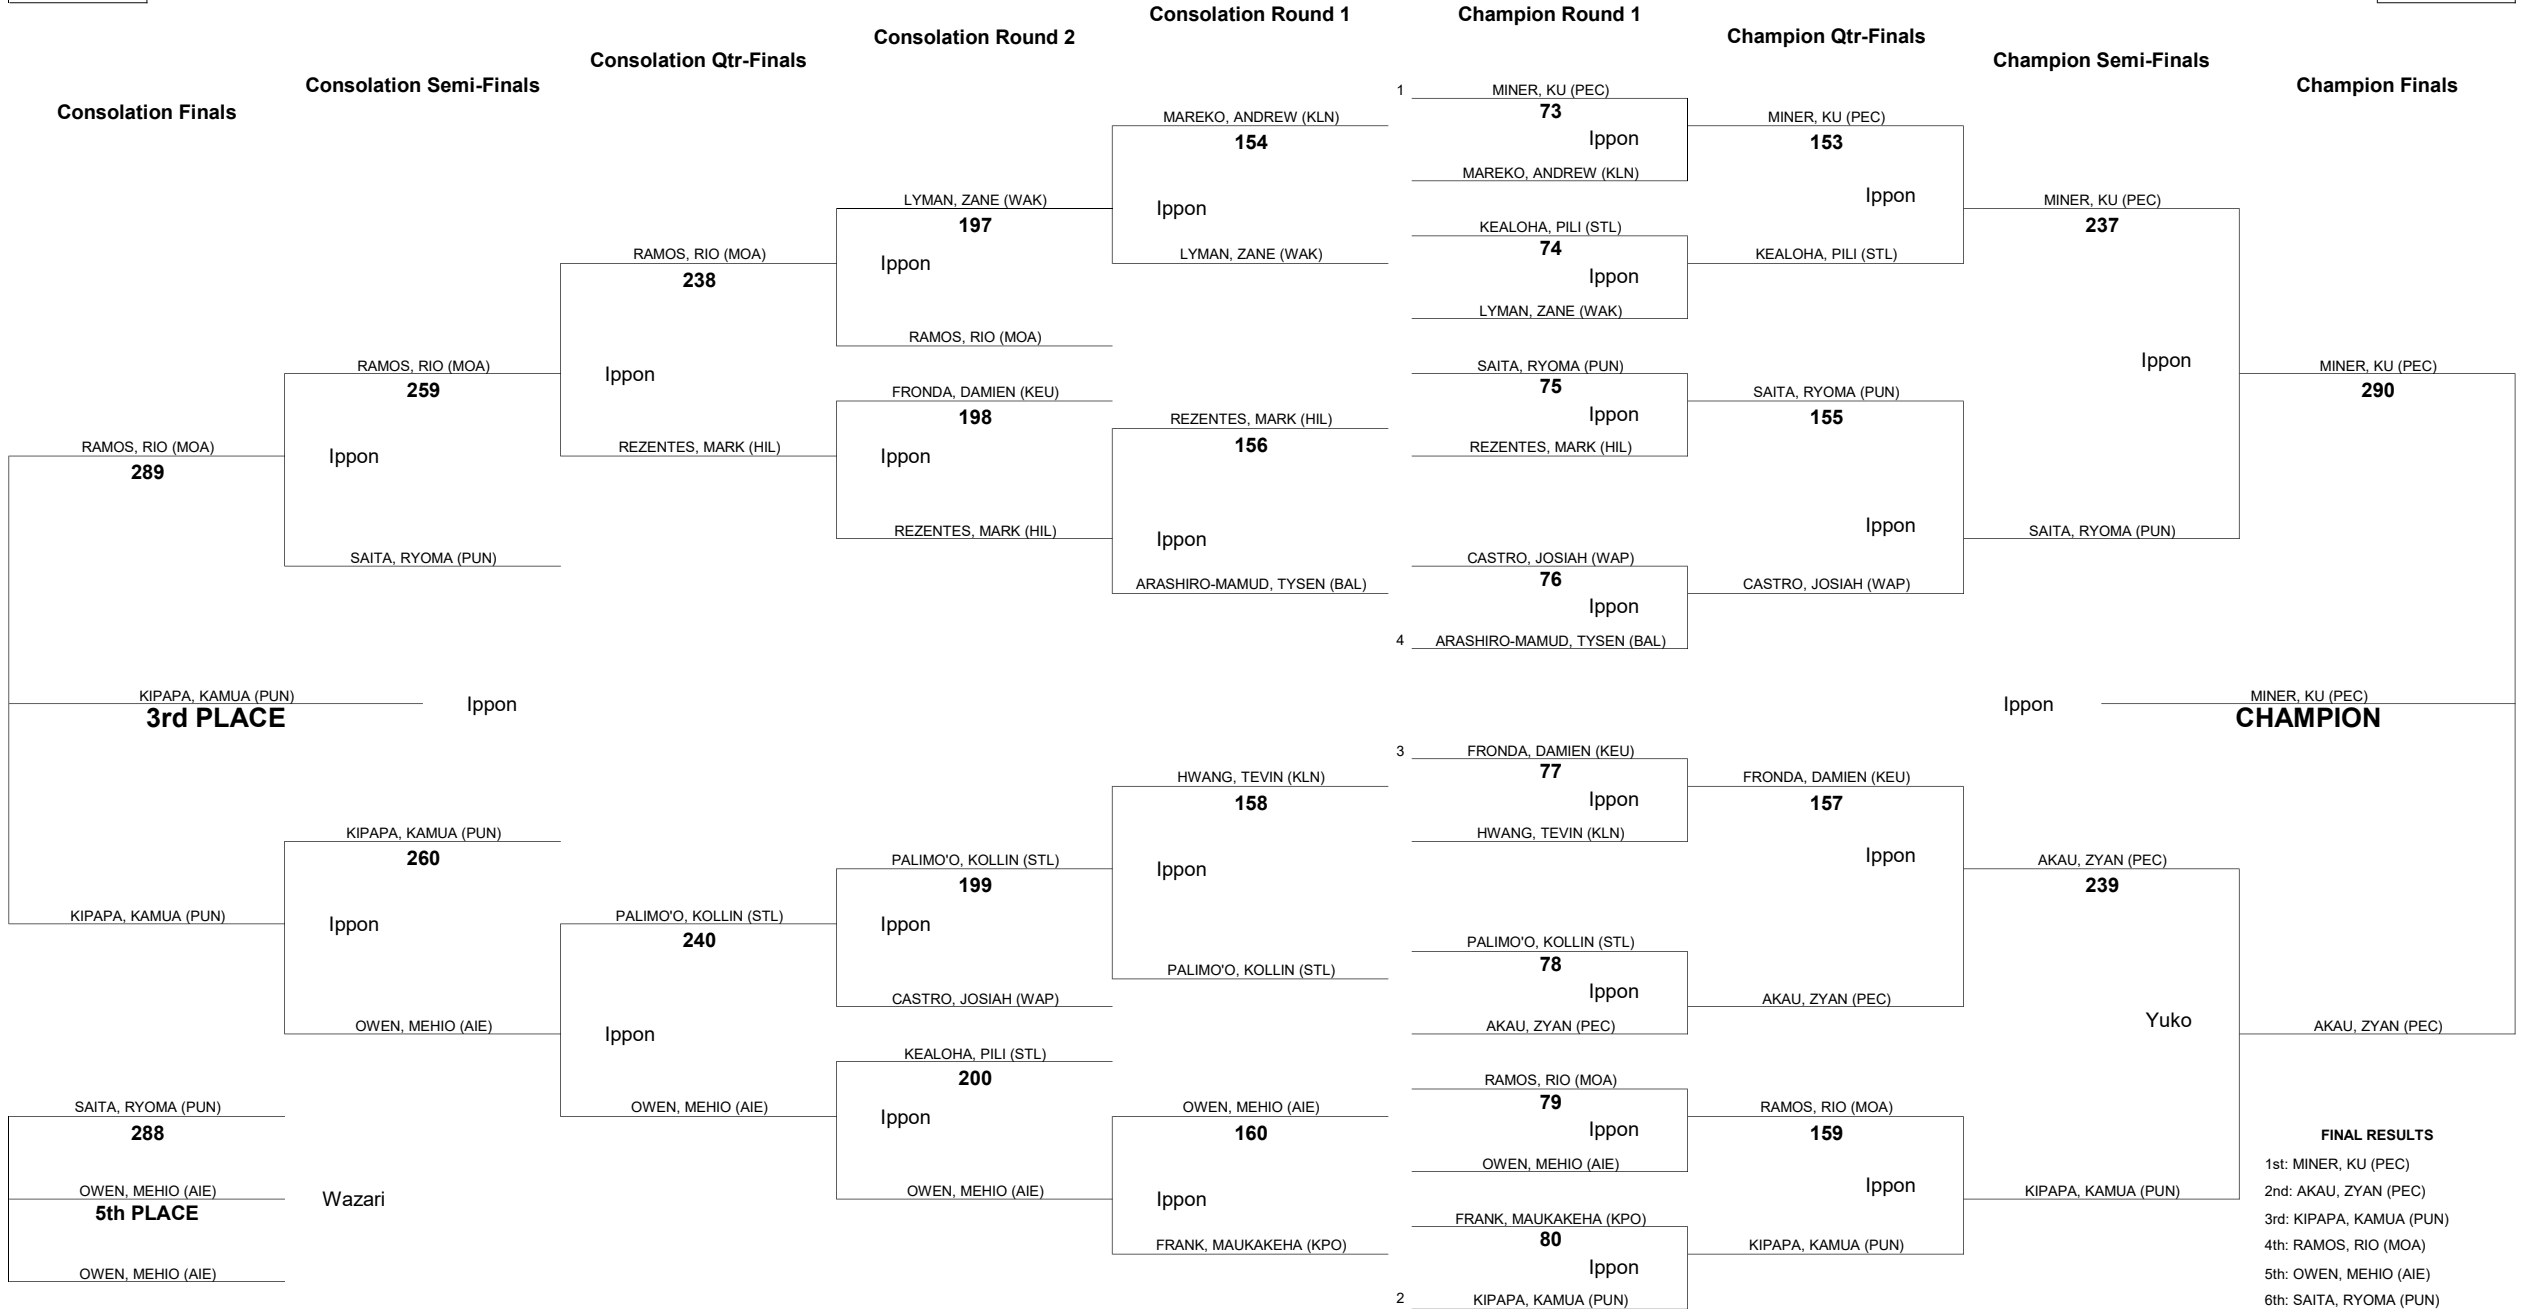 Consolation Round 1
Champion Round 1
Consolation Round 2
Champion Qtr-Finals
Consolation Qtr-Finals
Champion Semi-Finals
Consolation Semi-Finals
Champion Finals
Consolation Finals
RAMOS, RIO (MOA)
289
KIPAPA, KAMUA (PUN)
3rd PLACE
Ippon
KIPAPA, KAMUA (PUN)
SAITA, RYOMA (PUN)
288
OWEN, MEHIO (AIE)
5th PLACE
Wazari
OWEN, MEHIO (AIE)
RAMOS, RIO (MOA)
259
Ippon
SAITA, RYOMA (PUN)
KIPAPA, KAMUA (PUN)
260
Ippon
OWEN, MEHIO (AIE)
RAMOS, RIO (MOA)
238
Ippon
REZENTES, MARK (HIL)
PALIMO'O, KOLLIN (STL)
240
Ippon
OWEN, MEHIO (AIE)
LYMAN, ZANE (WAK)
197
Ippon
RAMOS, RIO (MOA)
FRONDA, DAMIEN (KEU)
198
Ippon
REZENTES, MARK (HIL)
PALIMO'O, KOLLIN (STL)
199
Ippon
CASTRO, JOSIAH (WAP)
KEALOHA, PILI (STL)
200
Ippon
OWEN, MEHIO (AIE)
MAREKO, ANDREW (KLN)
154
Ippon
LYMAN, ZANE (WAK)
REZENTES, MARK (HIL)
156
Ippon
ARASHIRO-MAMUD, TYSEN (BAL)
HWANG, TEVIN (KLN)
158
Ippon
PALIMO'O, KOLLIN (STL)
OWEN, MEHIO (AIE)
160
Ippon
FRANK, MAUKAKEHA (KPO)
1 MINER, KU (PEC)
73
Ippon
MAREKO, ANDREW (KLN)
KEALOHA, PILI (STL)
74
Ippon
LYMAN, ZANE (WAK)
SAITA, RYOMA (PUN)
75
Ippon
REZENTES, MARK (HIL)
CASTRO, JOSIAH (WAP)
76
Ippon
4 ARASHIRO-MAMUD, TYSEN (BAL)
3 FRONDA, DAMIEN (KEU)
77
Ippon
HWANG, TEVIN (KLN)
PALIMO'O, KOLLIN (STL)
78
Ippon
AKAU, ZYAN (PEC)
RAMOS, RIO (MOA)
79
Ippon
OWEN, MEHIO (AIE)
FRANK, MAUKAKEHA (KPO)
80
Ippon
2 KIPAPA, KAMUA (PUN)
MINER, KU (PEC)
153
Ippon
KEALOHA, PILI (STL)
SAITA, RYOMA (PUN)
155
Ippon
CASTRO, JOSIAH (WAP)
FRONDA, DAMIEN (KEU)
157
Ippon
AKAU, ZYAN (PEC)
RAMOS, RIO (MOA)
159
Ippon
KIPAPA, KAMUA (PUN)
MINER, KU (PEC)
237
Ippon
SAITA, RYOMA (PUN)
AKAU, ZYAN (PEC)
239
Yuko
KIPAPA, KAMUA (PUN)
MINER, KU (PEC)
290
Ippon
MINER, KU (PEC)
CHAMPION
AKAU, ZYAN (PEC)
FINAL RESULTS
1st: MINER, KU (PEC)
2nd: AKAU, ZYAN (PEC)
3rd: KIPAPA, KAMUA (PUN)
4th: RAMOS, RIO (MOA)
5th: OWEN, MEHIO (AIE)
6th: SAITA, RYOMA (PUN)